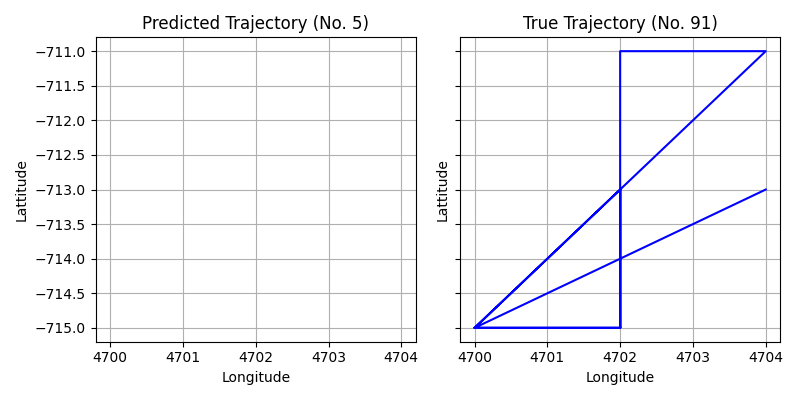 Predicted Trajectory (No. 5)
True Trajectory (No. 91)
−711.0
−711.5
−712.0
−712.5
−713.0
−713.5
−714.0
−714.5
−715.0
Lattitude
Lattitude
4700 4701 4702 4703 4704
4700 4701 4702 4703 4704
Longitude
Longitude